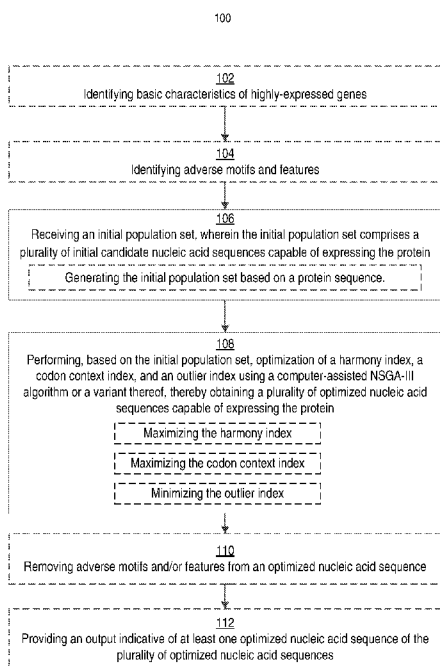 100
102
Identifying basic characteristics of highly-expressed genes
104
Identifying adverse motifs and features
106
Receiving an initial population set, wherein the initial population set comprises a
plurality of initial candidate nucleic acid sequences capable of expressing the protein
Generating the initial population set based on a protein sequence.
108
Performing, based on the initial population set, optimization of a harmony index, a
codon context index, and an outlier index using a computer-assisted NSGA-III
algorithm or a variant thereof, thereby obtaining a plurality of optimized nucleic acid
sequences capable of expressing the protein
Maximizing the harmony index
Maximizing the codon context index
Minimizing the outlier index
110
Removing adverse motifs and/or features from an optimized nucleic acid sequence
112
Providing an output indicative of at least one optimized nucleic acid sequence of the
plurality of optimized nucleic acid sequences